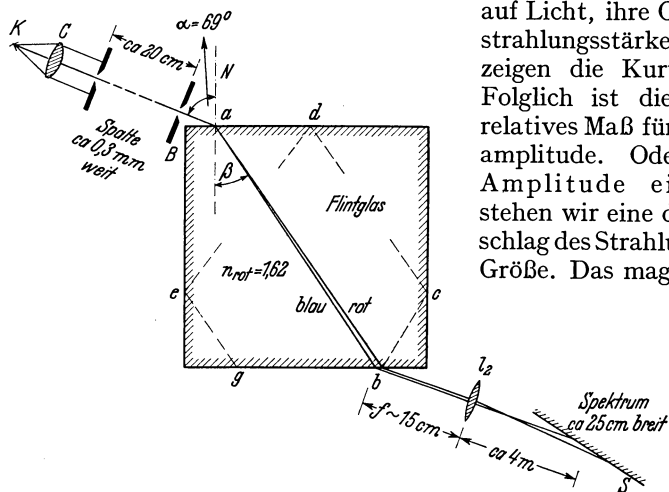 K
C
ca 20 cm
α=69°
N
a
d
Spalte
ca 0,3 mm
weit
B
β
Flintglas
n rot = 1,62
e
blau
rot
c
g
b
l₂
f~15 cm
ca 4 m
Spektrum
ca 25 cm breit
S
auf Licht, ihre
strahlungsstärke
zeigen die Kur
Folglich ist die
relatives Maß für
amplitude. Ode
Amplitude ei
stehen wir eine
schlag des Strahlu
Größe. Das mag